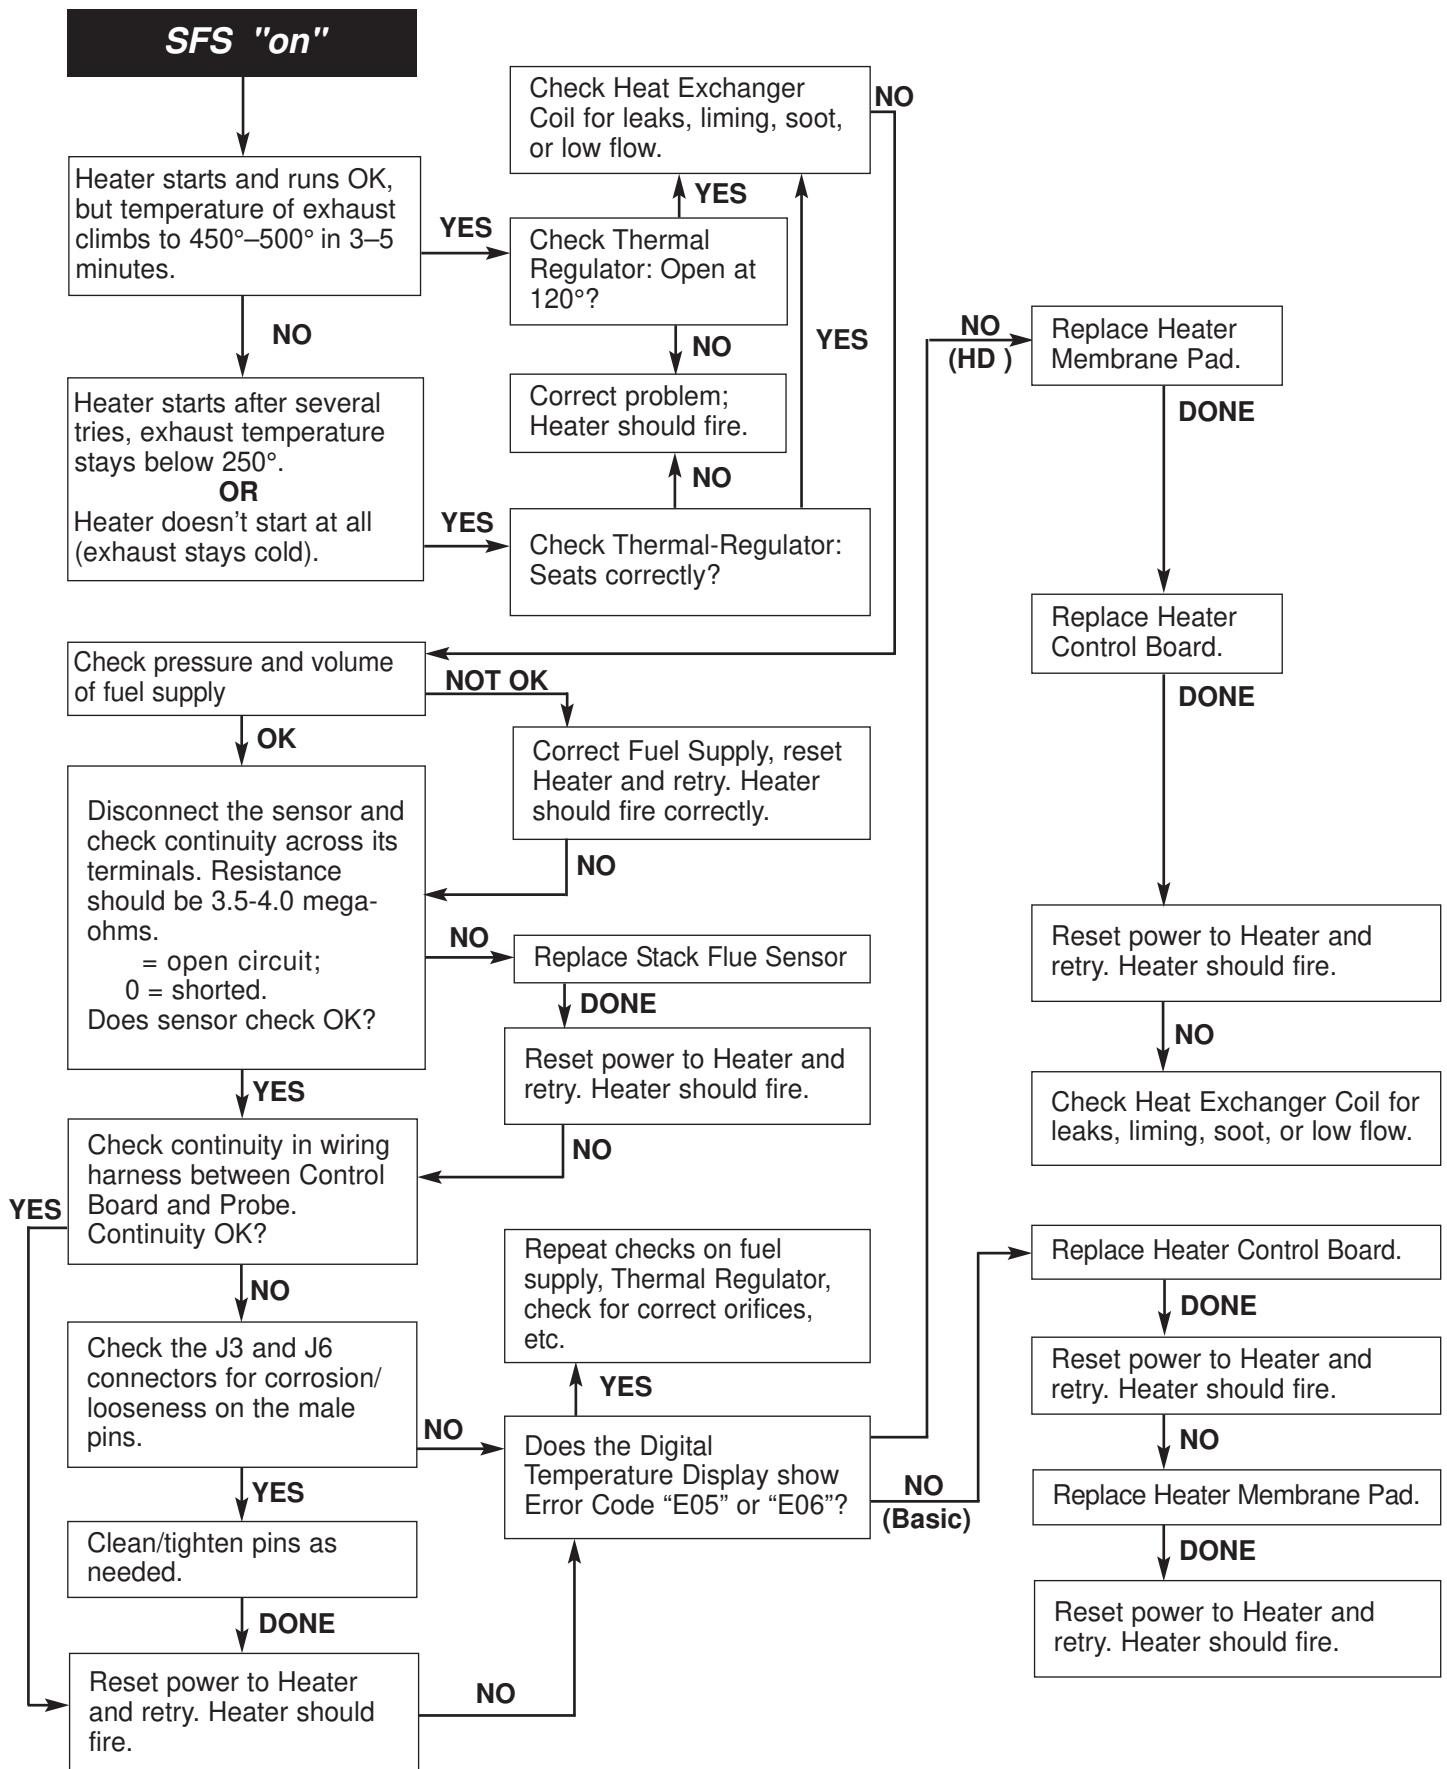 SFS "on"
Check Heat Exchanger
Coil for leaks, liming, soot,
or low flow.
NO
Heater starts and runs OK,
but temperature of exhaust
climbs to 450°–500° in 3–5
minutes.
YES
YES
Check Thermal
Regulator: Open at
120°?
NO
NO
YES
Correct problem;
Heater should fire.
NO
Heater starts after several
tries, exhaust temperature
stays below 250°.
OR
Heater doesn't start at all
(exhaust stays cold).
YES
Check Thermal-Regulator:
Seats correctly?
NO
(HD )
Replace Heater
Membrane Pad.
DONE
Replace Heater
Control Board.
DONE
Check pressure and volume
of fuel supply
NOT OK
OK
Correct Fuel Supply, reset
Heater and retry. Heater
should fire correctly.
NO
Disconnect the sensor and
check continuity across its
terminals. Resistance
should be 3.5-4.0 mega-
ohms.
= open circuit;
0 = shorted.
Does sensor check OK?
NO
Replace Stack Flue Sensor
DONE
Reset power to Heater and
retry. Heater should fire.
NO
YES
Reset power to Heater and
retry. Heater should fire.
NO
Check Heat Exchanger Coil for
leaks, liming, soot, or low flow.
Check continuity in wiring
harness between Control
Board and Probe.
Continuity OK?
YES
NO
Repeat checks on fuel
supply, Thermal Regulator,
check for correct orifices,
etc.
YES
Check the J3 and J6
connectors for corrosion/
looseness on the male
pins.
NO
Does the Digital
Temperature Display show
Error Code “E05” or “E06”?
NO
(Basic)
YES
Clean/tighten pins as
needed.
DONE
Reset power to Heater
and retry. Heater should
fire.
NO
Replace Heater Control Board.
DONE
Reset power to Heater and
retry. Heater should fire.
NO
Replace Heater Membrane Pad.
DONE
Reset power to Heater and
retry. Heater should fire.